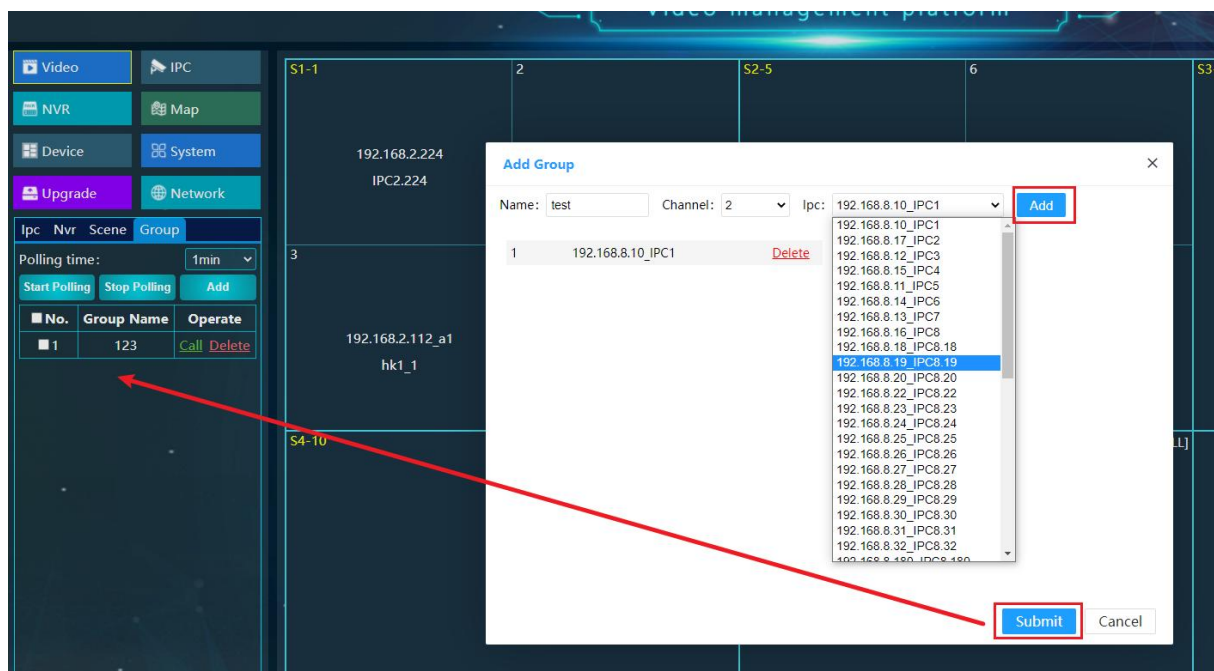 Video management platform
Video
IPC
NVR
Map
Device
System
Upgrade
Network
Ipc Nvr Scene Group
Polling time: 1min
Start Polling Stop Polling Add
No. Group Name Operate
1 123 Call Delete
S1-1
2
S2-5
6
S3
192.168.2.224
IPC2.224
3
192.168.2.112_a1
hk1_1
S4-10
LL]
Add Group
Name: test Channel: 2 Ipc: 192.168.8.10_IPC1 Add
1 192.168.8.10_IPC1 Delete
192.168.8.10_IPC1
192.168.8.17_IPC2
192.168.8.12_IPC3
192.168.8.15_IPC4
192.168.8.11_IPC5
192.168.8.14_IPC6
192.168.8.13_IPC7
192.168.8.16_IPC8
192.168.8.18_IPC8.18
192.168.8.19_IPC8.19
192.168.8.20_IPC8.20
192.168.8.22_IPC8.22
192.168.8.23_IPC8.23
192.168.8.24_IPC8.24
192.168.8.25_IPC8.25
192.168.8.26_IPC8.26
192.168.8.27_IPC8.27
192.168.8.28_IPC8.28
192.168.8.29_IPC8.29
192.168.8.30_IPC8.30
192.168.8.31_IPC8.31
192.168.8.32_IPC8.32
192.168.8.180_IPC8.180
Submit Cancel